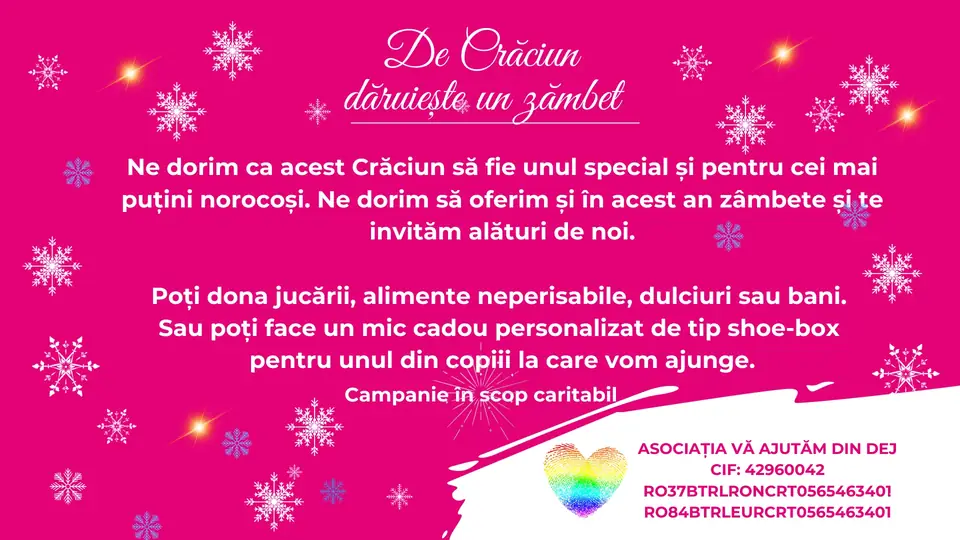 De Crăciun
dăruiește un zămbet
Ne dorim ca acest Crăciun să fie unul special și pentru cei mai
puțini norocoși. Ne dorim să oferim și în acest an zâmbete și te
invităm alături de noi.
Poți dona jucării, alimente neperisabile, dulciuri sau bani.
Sau poți face un mic cadou personalizat de tip shoe-box
pentru unul din copiii la care vom ajunge.
Campanie în scop caritabil
ASOCIAȚIA VĂ AJUTĂM DIN DEJ
CIF: 42960042
RO37BTRLRONCRT0565463401
RO84BTRLEURCRT0565463401